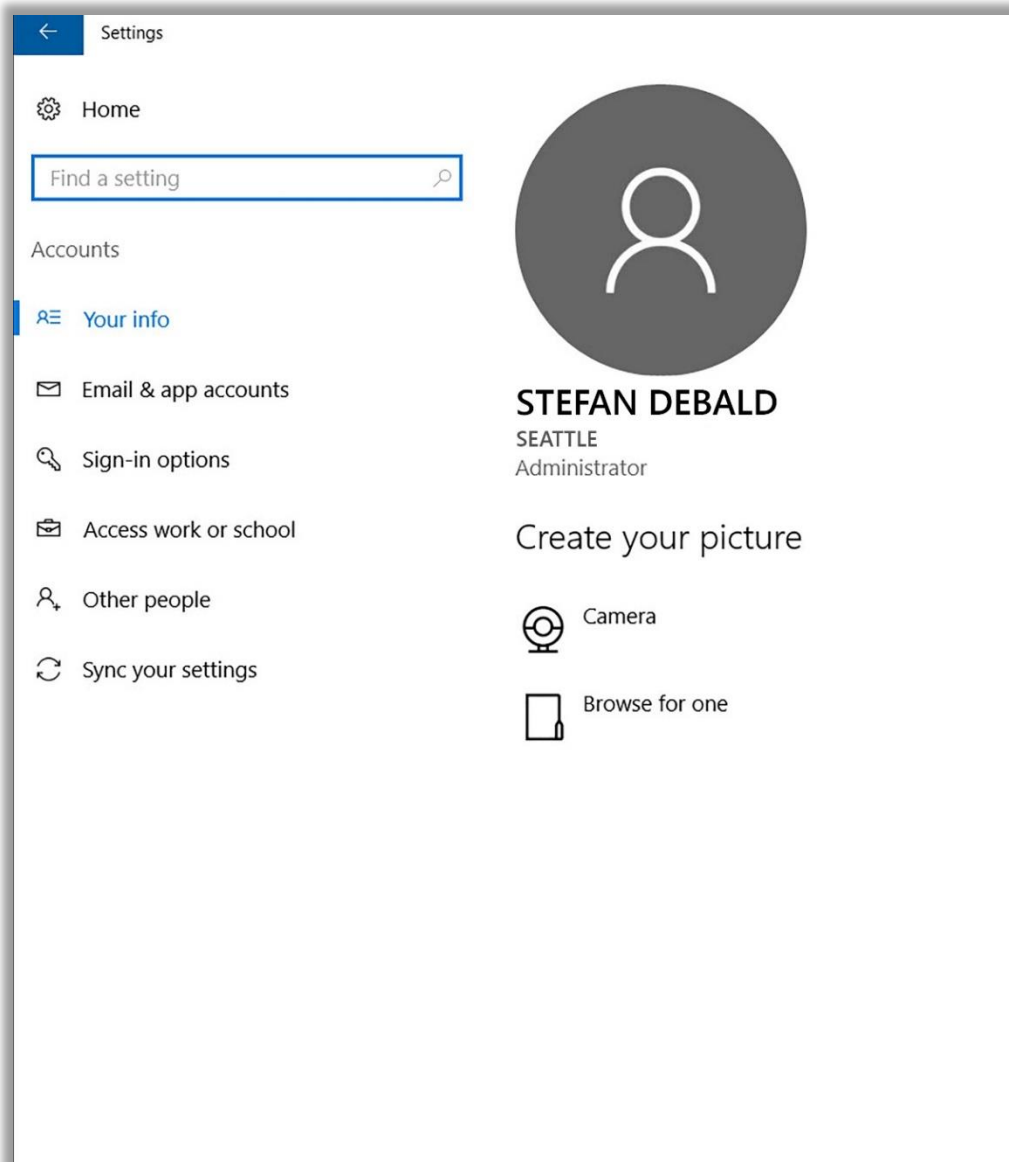 Settings
Home
Find a setting
Accounts
Your info
Email & app accounts
Sign-in options
Access work or school
Other people
Sync your settings
STEFAN DEBALD
SEATTLE
Administrator
Create your picture
Camera
Browse for one